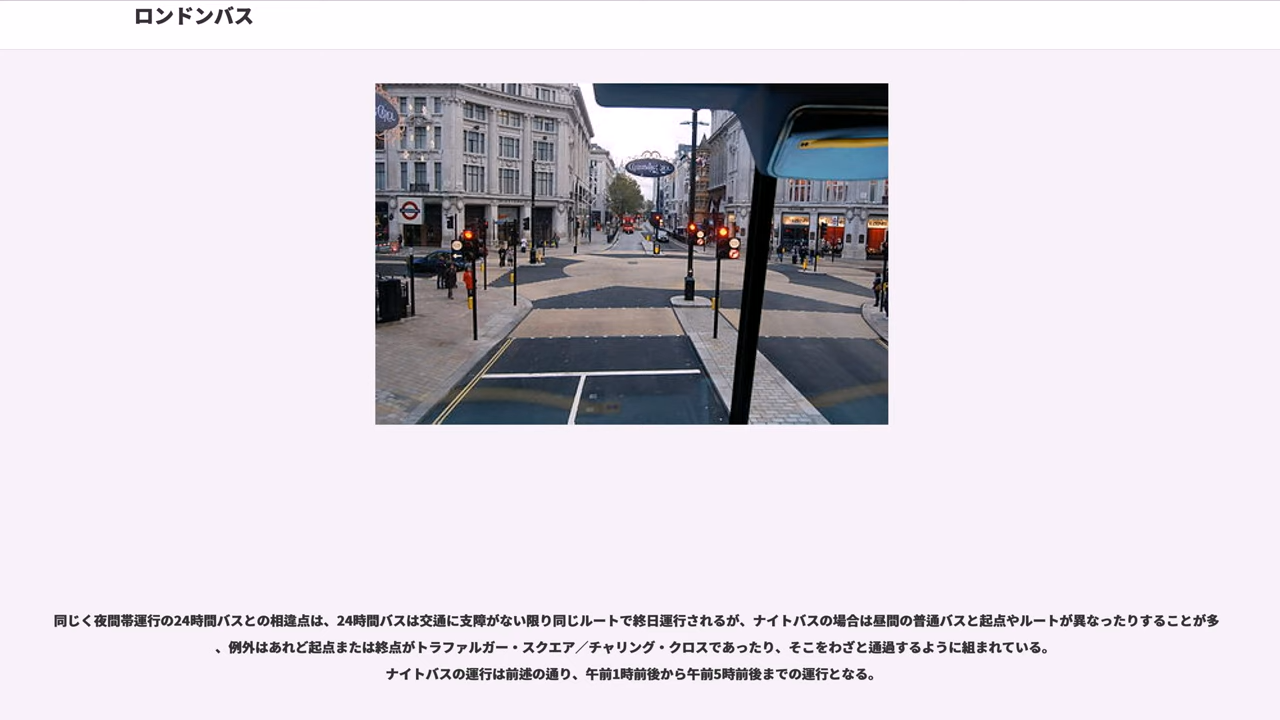 ロンドンバス
同じく夜間帯運行の24時間バスとの相違点は、24時間バスは交通に支障がない限り同じルートで終日運行されるが、ナイトバスの場合は昼間の普通バスと起点やルートが異なったりすることが多
、例外はあれど起点または終点がトラファルガー・スクエア／チャリング・クロスであったり、そこをわざと通過するように組まれている。
ナイトバスの運行は前述の通り、午前1時前後から午前5時前後までの運行となる。